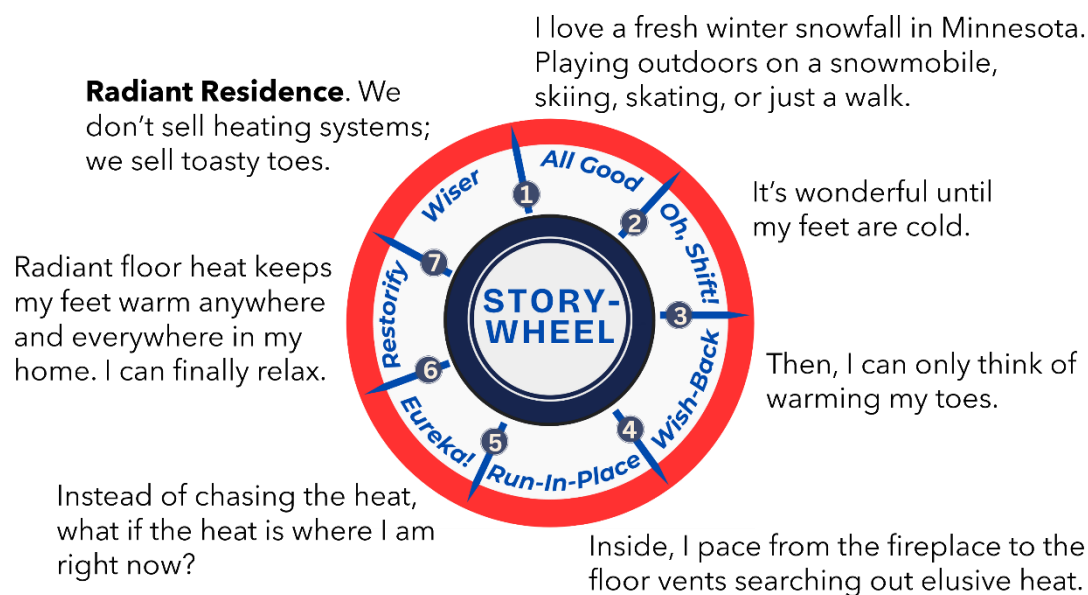 I love a fresh winter snowfall in Minnesota.
Playing outdoors on a snowmobile,
skiing, skating, or just a walk.
Radiant Residence. We
don’t sell heating systems;
we sell toasty toes.
It’s wonderful until
my feet are cold.
Radiant floor heat keeps
my feet warm anywhere
and everywhere in my
home. I can finally relax.
Then, I can only think of
warming my toes.
Instead of chasing the heat,
what if the heat is where I am
right now?
Inside, I pace from the fireplace to the
floor vents searching out elusive heat.
STORY-
WHEEL
1
All Good
2
Oh, Shift!
3
Wish-Back
4
Run-In-Place
5
Eureka!
6
Restorify
7
Wiser